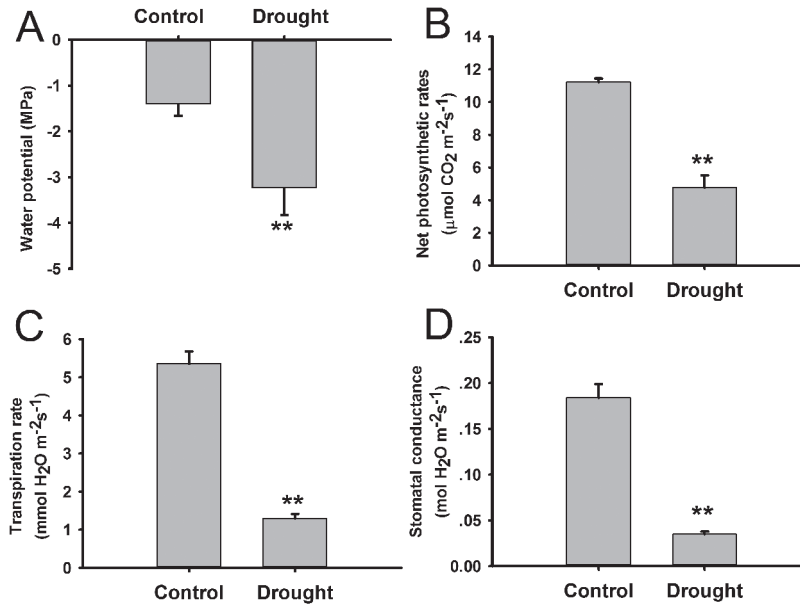 A
Control Drought
0
-1
-2
-3
-4
-5
Water potential (MPa)
**
B
14
12
10
8
6
4
2
0
Net photosynthetic rates
(μmol CO2 m-2s-1)
**
Control Drought
C
6
5
4
3
2
1
0
Transpiration rate
(mmol H2O m-2s-1)
**
Control Drought
D
.25
.20
.15
.10
.05
0.00
Stomatal conductance
(mol H2O m-2s-1)
**
Control Drought